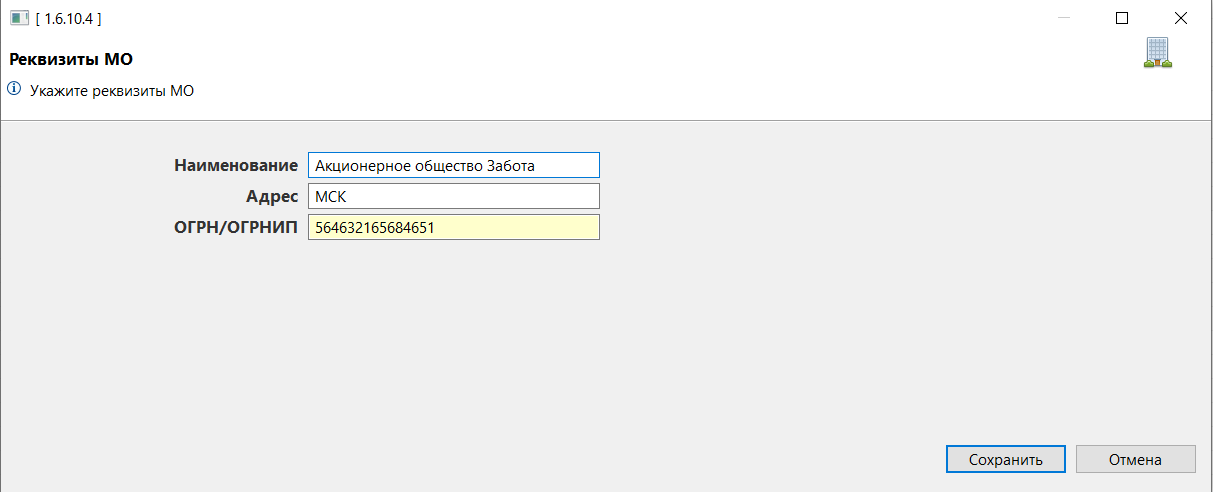 [ 1.6.10.4 ]
Реквизиты МО
Укажите реквизиты МО
Наименование Акционерное общество Забота
Адрес МСК
ОГРН/ОГРНИП 564632165684651
Сохранить Отмена